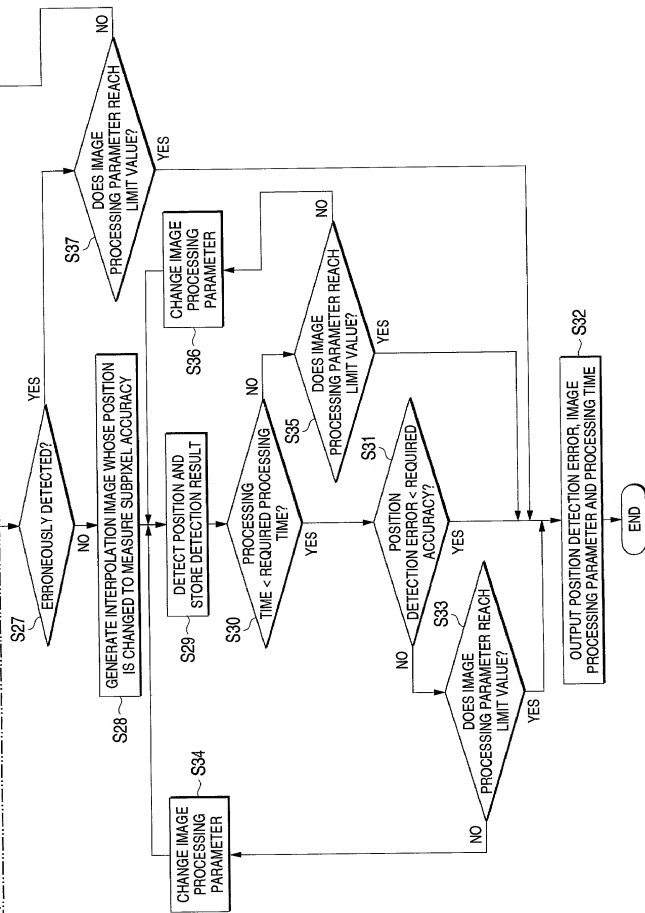 S27
ERRONEOUSLY DETECTED?
YES
NO
S37
DOES IMAGE
PROCESSING PARAMETER REACH
LIMIT VALUE?
NO
YES
S28
GENERATE INTERPOLATION IMAGE WHOSE POSITION
IS CHANGED TO MEASURE SUBPIXEL ACCURACY
S34
CHANGE IMAGE
PROCESSING
PARAMETER
S29
DETECT POSITION AND
STORE DETECTION RESULT
S36
CHANGE IMAGE
PROCESSING
PARAMETER
S30
PROCESSING
TIME < REQUIRED PROCESSING
TIME?
NO
YES
S35
DOES IMAGE
PROCESSING PARAMETER REACH
LIMIT VALUE?
NO
YES
S31
POSITION
DETECTION ERROR < REQUIRED
ACCURACY?
NO
YES
S33
DOES IMAGE
PROCESSING PARAMETER REACH
LIMIT VALUE?
NO
YES
S32
OUTPUT POSITION DETECTION ERROR, IMAGE
PROCESSING PARAMETER AND PROCESSING TIME
END